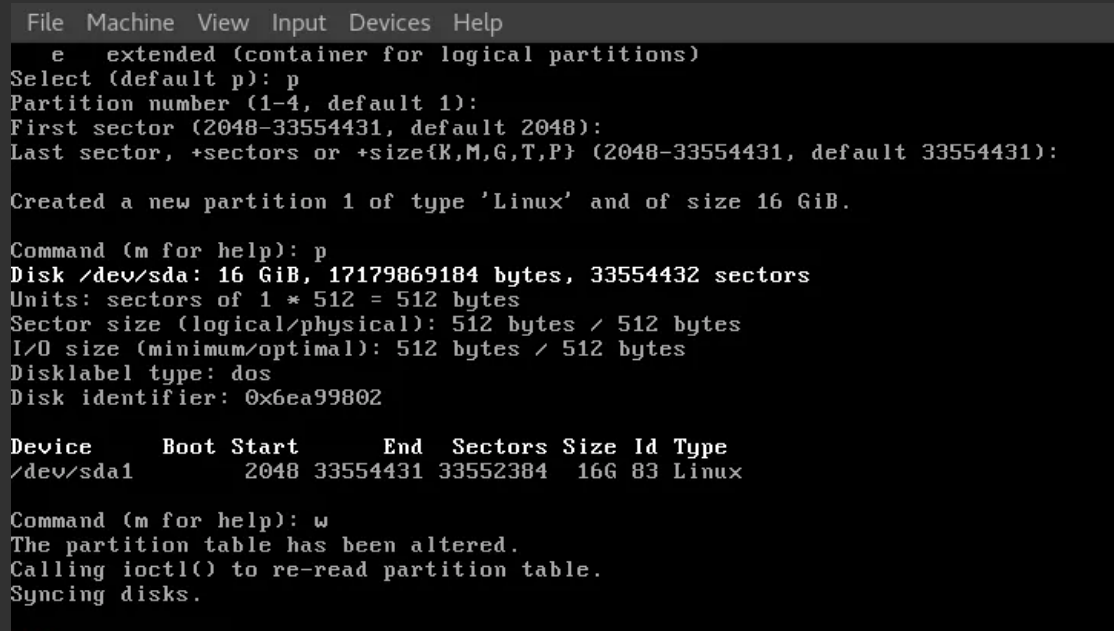 File Machine View Input Devices Help
   e   extended (container for logical partitions)
Select (default p): p
Partition number (1-4, default 1):
First sector (2048-33554431, default 2048):
Last sector, +sectors or +size{K,M,G,T,P} (2048-33554431, default 33554431):

Created a new partition 1 of type 'Linux' and of size 16 GiB.

Command (m for help): p
Disk /dev/sda: 16 GiB, 17179869184 bytes, 33554432 sectors
Units: sectors of 1 * 512 = 512 bytes
Sector size (logical/physical): 512 bytes / 512 bytes
I/O size (minimum/optimal): 512 bytes / 512 bytes
Disklabel type: dos
Disk identifier: 0x6ea99802

Device     Boot Start      End  Sectors Size Id Type
/dev/sda1        2048 33554431 33552384  16G 83 Linux

Command (m for help): w
The partition table has been altered.
Calling ioctl() to re-read partition table.
Syncing disks.